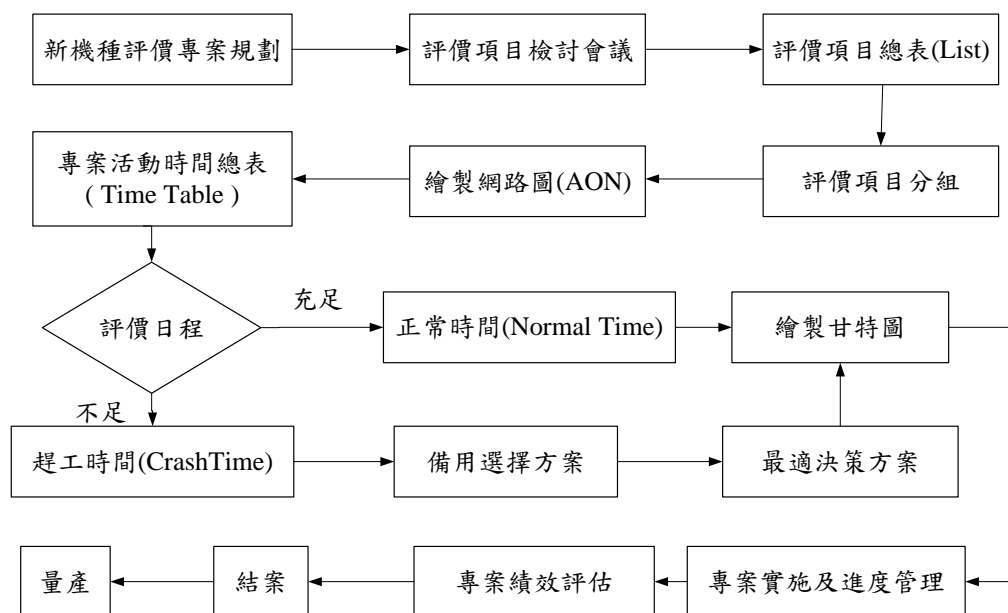 新機種評價專案規劃
評價項目檢討會議
評價項目總表(List)
專案活動時間總表
( Time Table )
繪製網路圖(AON)
評價項目分組
評價日程
充足
正常時間(Normal Time)
繪製甘特圖
不足
趕工時間(CrashTime)
備用選擇方案
最適決策方案
量產
結案
專案績效評估
專案實施及進度管理